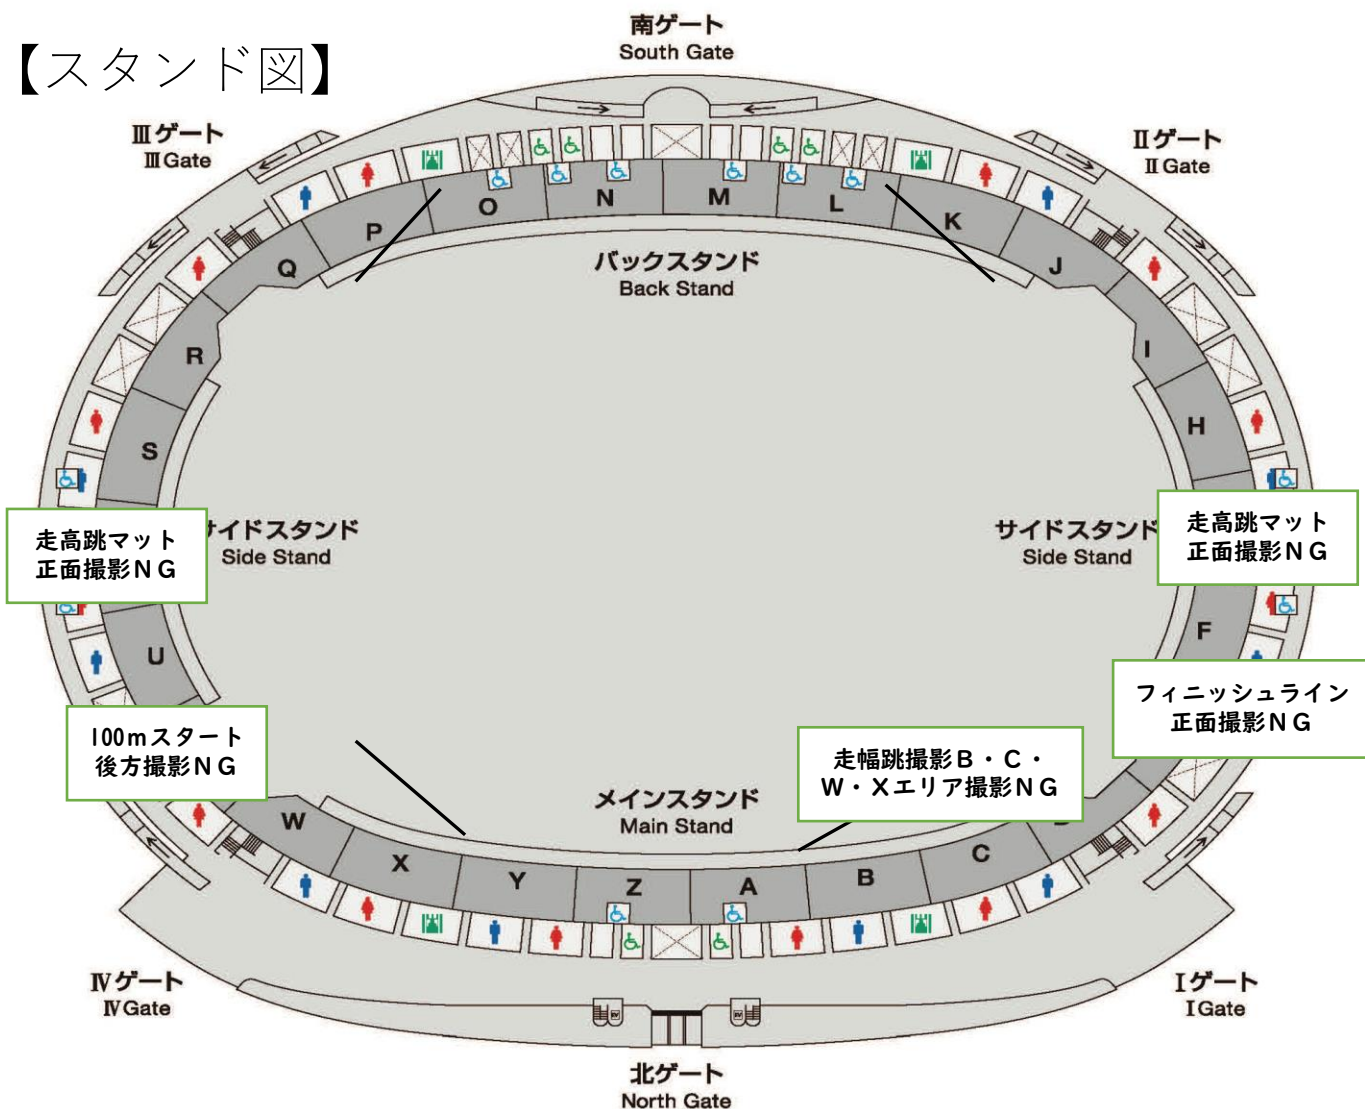 【スタンド図】
南ゲート
South Gate
Ⅲゲート
ⅢGate
Ⅱゲート
ⅡGate
O
N
M
L
P
K
Q
J
R
I
S
H
バックスタンド
Back Stand
走高跳マット
正面撮影ＮＧ
サイドスタンド
Side Stand
サイドスタンド
Side Stand
走高跳マット
正面撮影ＮＧ
U
F
100mスタート
後方撮影ＮＧ
フィニッシュライン
正面撮影ＮＧ
走幅跳撮影Ｂ・Ｃ・
Ｗ・Ｘエリア撮影ＮＧ
メインスタンド
Main Stand
W
X
Y
Z
A
B
C
Ⅳゲート
ⅣGate
Ⅰゲート
ⅠGate
北ゲート
North Gate